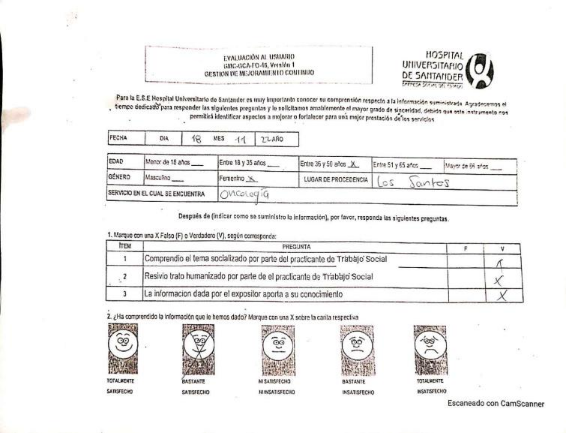 EVALUACIÓN AL USUARIO
GMC-GCA-FO-45, Versión 1
GESTION DE MEJORAMIENTO CONTINUO
HOSPITAL
UNIVERSITARIO
DE SANTANDER
EMPRESA SOCIAL DEL ESTADO
Para la E.S.E Hospital Universitario de Santander es muy importante conocer su comprensión respecto a la información suministrada. Agradecemos el
tiempo dedicado para responder las siguientes preguntas y le solicitamos amablemente el mayor grado de sinceridad, debido que este instrumento nos
permitirá identificar aspectos a mejorar o fortalecer para una mejor prestación de los servicios
FECHA DIA 18 MES 11 22 AÑO
EDAD Menor de 18 años ___ Entre 18 y 35 años ___ Entre 36 y 50 años X Entre 51 y 65 años ___ Mayor de 66 años ___
GÉNERO Masculino ___ Femenino X LUGAR DE PROCEDENCIA Los Santos
SERVICIO EN EL CUAL SE ENCUENTRA Oncología
Después de (indicar como se suministro la información), por favor, responda las siguientes preguntas.
1. Marque con una X Falso (F) o Verdadero (V), según corresponde:
ÍTEM PREGUNTA F V
1 Comprendio el tema socializado por parte del practicante de Trabajo Social X
2 Resivio trato humanizado por parte de el practicante de Trabajo Social X
3 La informacion dada por el expositor aporta a su conocimiento X
2. ¿Ha comprendido la información que le hemos dado? Marque con una X sobre la carita respectiva
TOTALMENTE BASTANTE NI SATISFECHO BASTANTE TOTALMENTE
SATISFECHO SATISFECHO NI INSATISFECHO INSATISFECHO INSATISFECHO
Escaneado con CamScanner